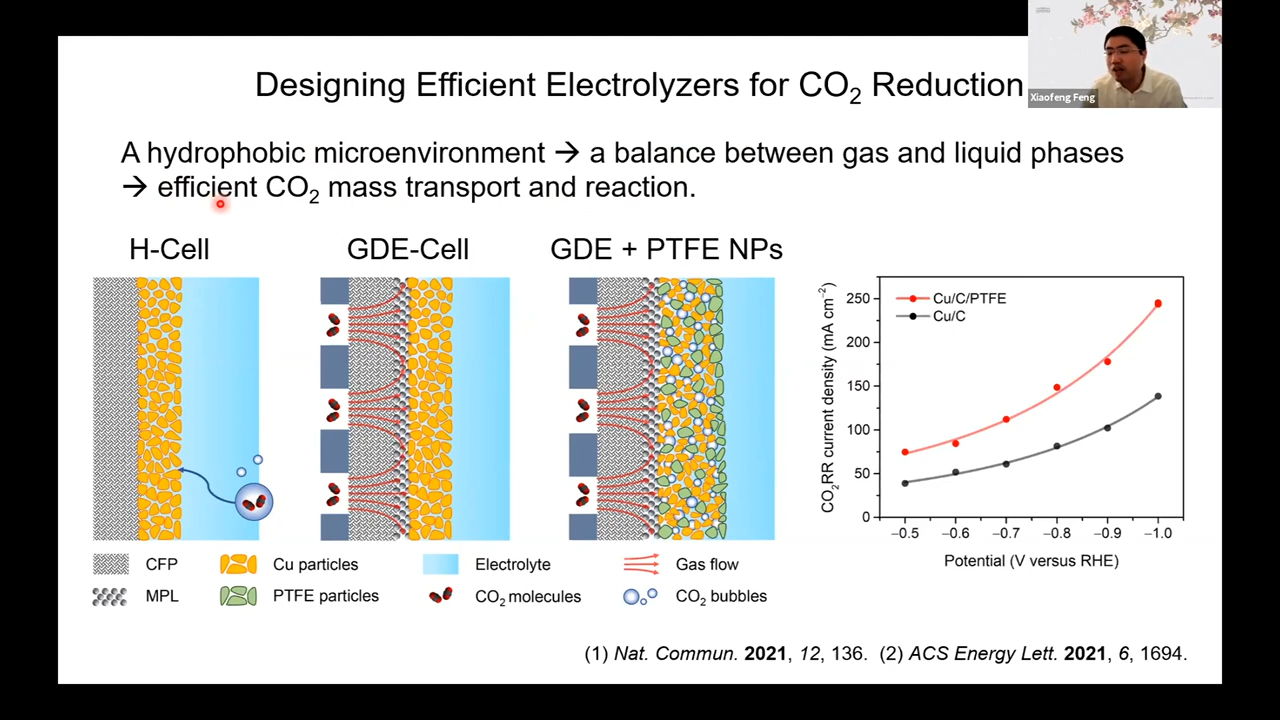 Designing Efficient Electrolyzers for CO₂ Reduction
Xiaofeng Feng
A hydrophobic microenvironment → a balance between gas and liquid phases
→ efficient CO₂ mass transport and reaction.
H-Cell
GDE-Cell
GDE + PTFE NPs
CFP
Cu particles
Electrolyte
Gas flow
MPL
PTFE particles
CO₂ molecules
CO₂ bubbles
CO₂RR current density (mA cm⁻²)
250
200
150
100
50
0
Cu/C/PTFE
Cu/C
−0.5 −0.6 −0.7 −0.8 −0.9 −1.0
Potential (V versus RHE)
(1) Nat. Commun. 2021, 12, 136. (2) ACS Energy Lett. 2021, 6, 1694.